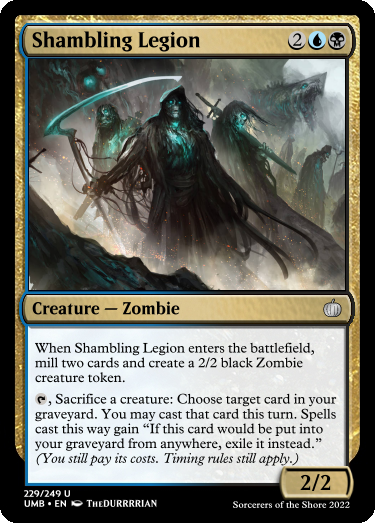 Shambling Legion 2
Creature — Zombie
When Shambling Legion enters the battlefield,
mill two cards and create a 2/2 black Zombie
creature token.
, Sacrifice a creature: Choose target card in your
graveyard. You may cast that card this turn. Spells
cast this way gain “If this card would be put into
your graveyard from anywhere, exile it instead.”
(You still pay its costs. Timing rules still apply.)
2/2
229/249 U
UMB • EN TheDURRRRIAN
Sorcerers of the Shore 2022